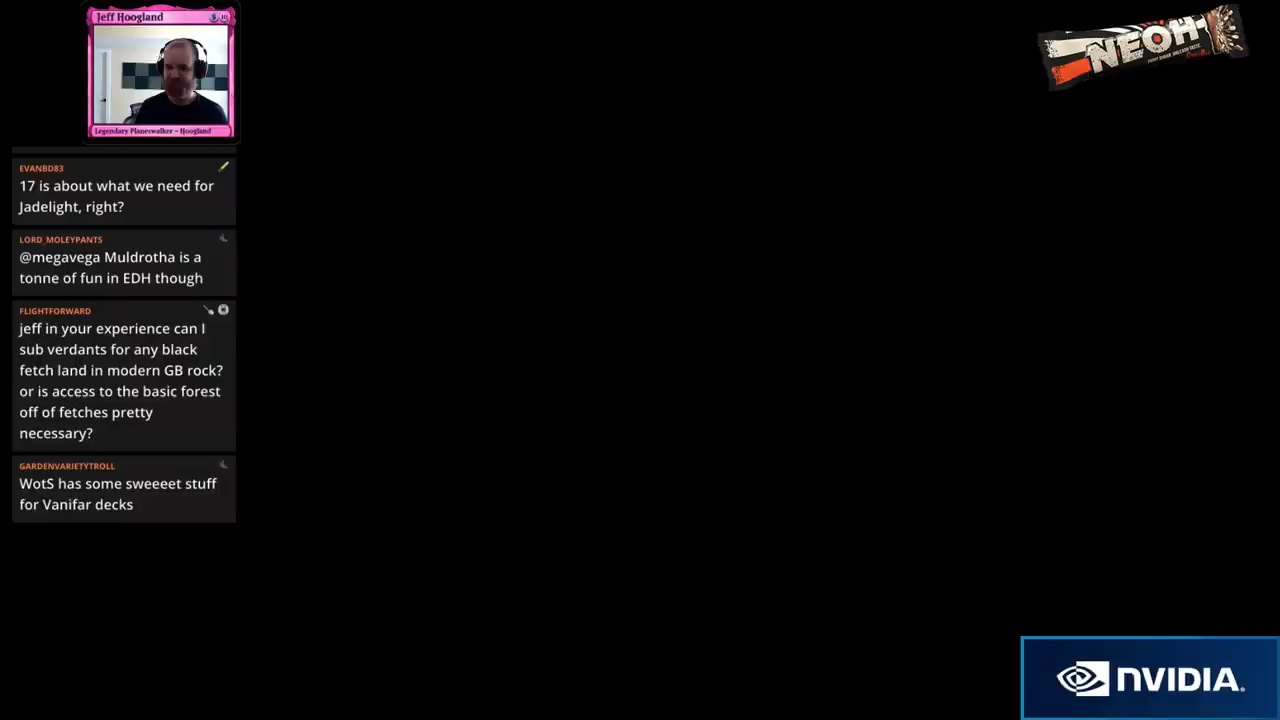 Jeff Hoogland
Legendary Planeswalker - Hoogland
NEOH
EVANBD83
17 is about what we need for
Jadelight, right?
LORD_MOLEYPANTS
@megavega Muldrotha is a
tonne of fun in EDH though
FLIGHTFORWARD
jeff in your experience can I
sub verdants for any black
fetch land in modern GB rock?
or is access to the basic forest
off of fetches pretty
necessary?
GARDENVARIETYTROLL
WotS has some sweeeet stuff
for Vanifar decks
NVIDIA.